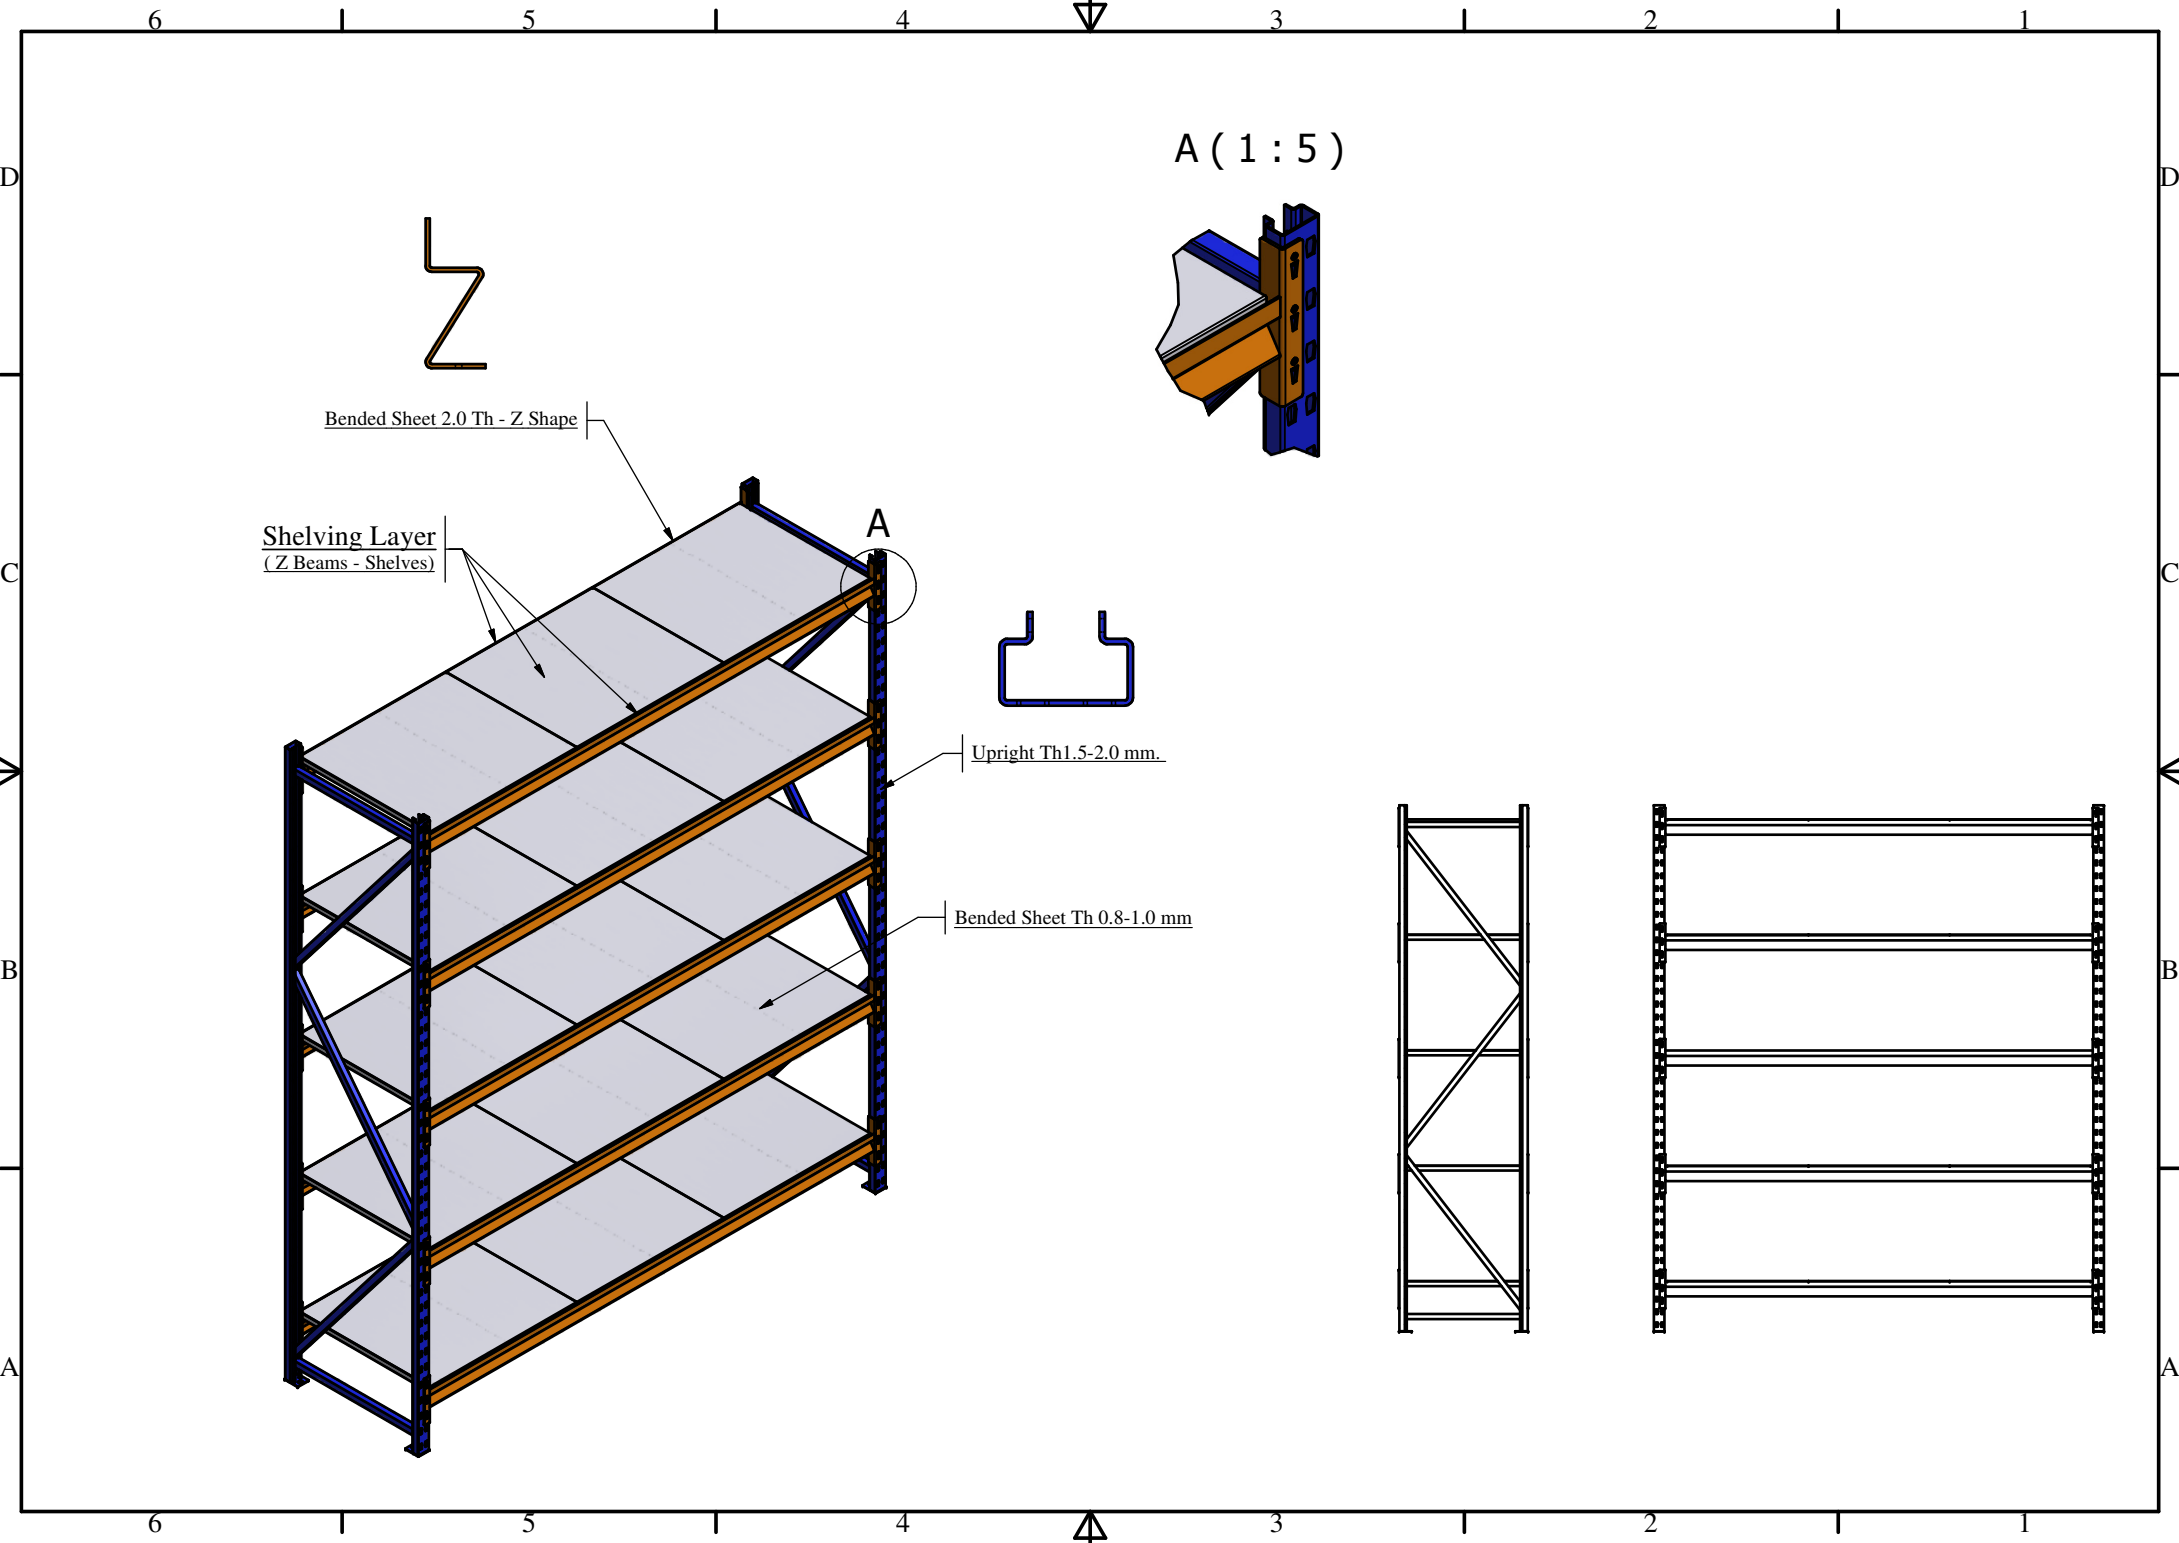 6 5 4 3 2 1
A(1:5)
D D
Bended Sheet 2.0 Th - Z Shape
A
Shelving Layer
( Z Beams - Shelves)
C C
Upright Th1.5-2.0 mm.
Bended Sheet Th 0.8-1.0 mm
B B
A A
6 5 4 3 2 1